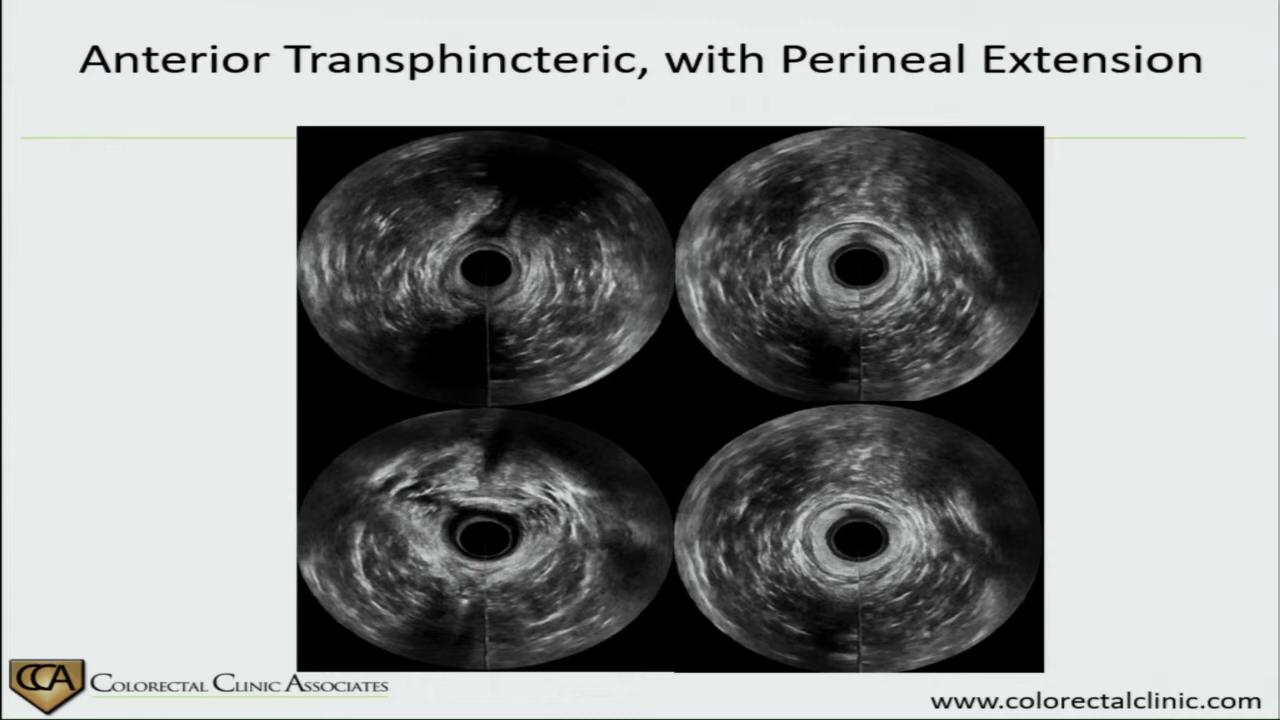 Anterior Transphincteric, with Perineal Extension
CCA
COLORECTAL CLINIC ASSOCIATES
www.colorectalclinic.com